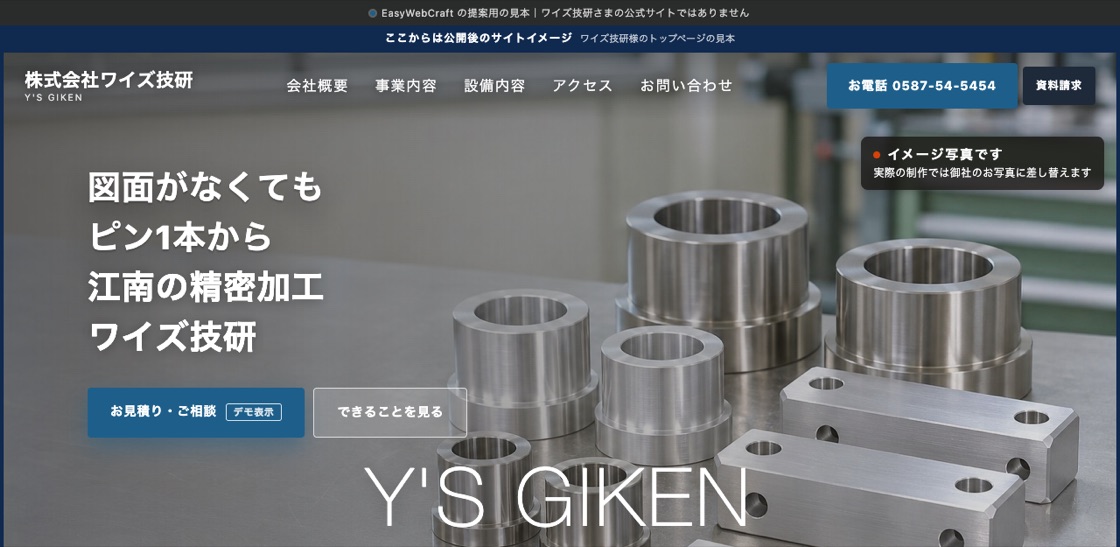 EasyWebCraft の提案用の見本｜ワイズ技研さまの公式サイトではありません
ここからは公開後のサイトイメージ ワイズ技研様のトップページの見本
株式会社ワイズ技研
Y'S GIKEN
会社概要 事業内容 設備内容 アクセス お問い合わせ
お電話 0587-54-5454
資料請求
イメージ写真です
実際の制作では御社のお写真に差し替えます
図面がなくても
ピン1本から
江南の精密加工
ワイズ技研
お見積り・ご相談 デモ表示
できることを見る
Y'S GIKEN